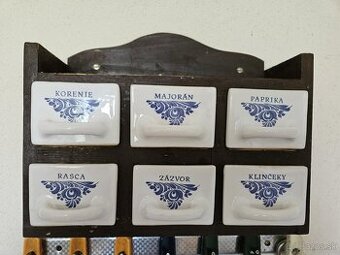 KORENIE
MAJORÁN
PAPRIKA
RASCA
ZÁZVOR
KLINČEKY